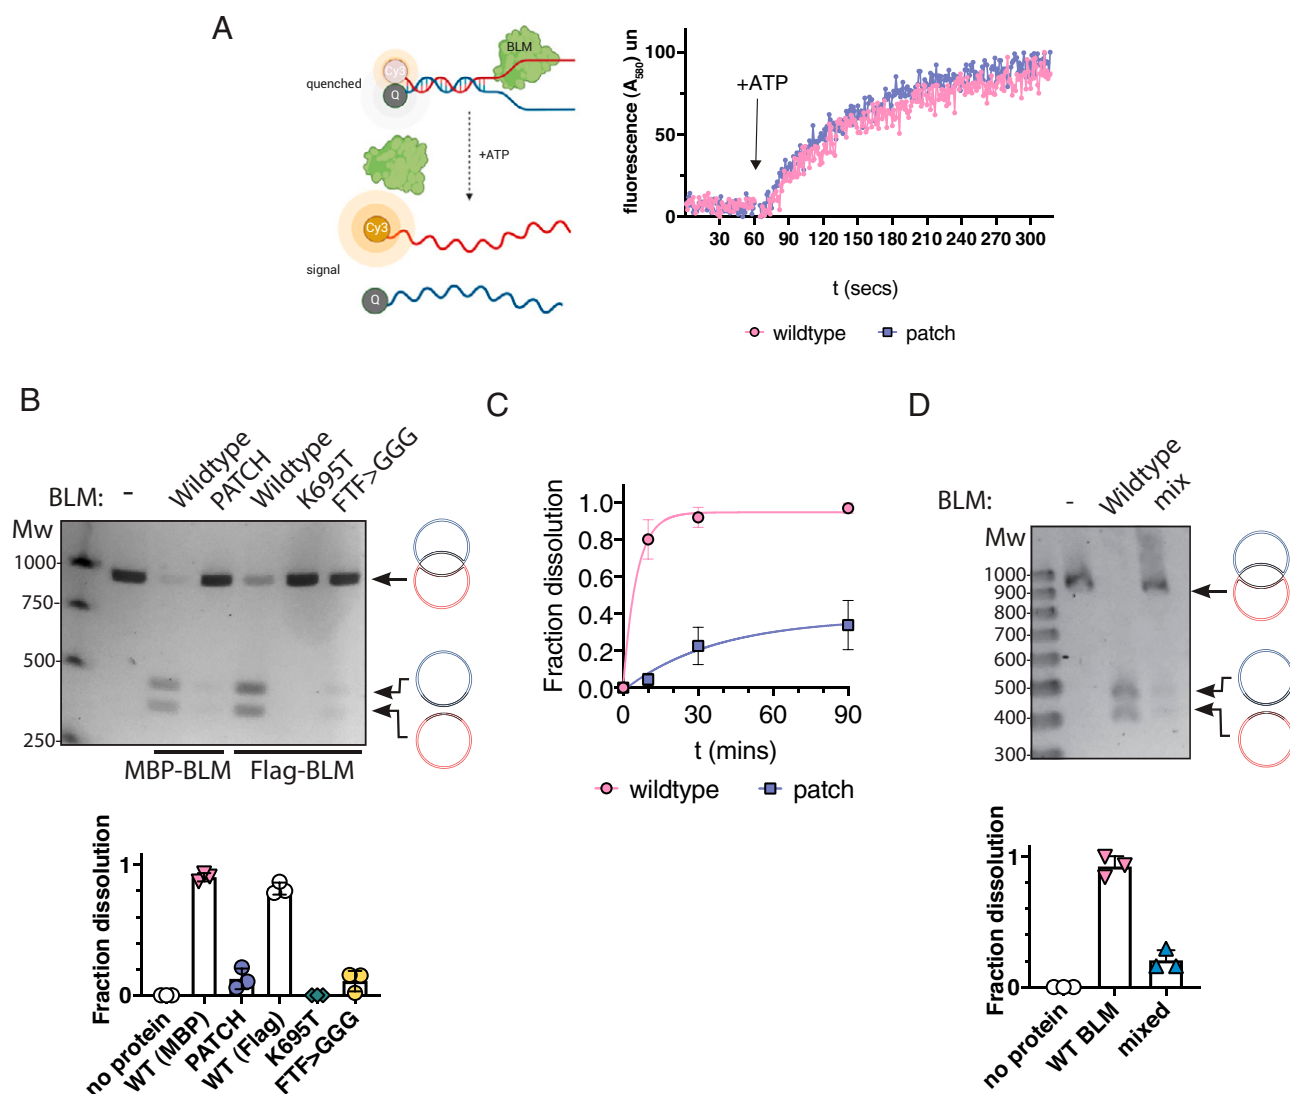 A
quenched
Cy3
Q
BLM
+ATP
Cy3
signal
Q
fluorescence (A580) un
100
50
0
+ATP
30 60 90 120 150 180 210 240 270 300
t (secs)
wildtype patch
B
BLM: - Wildtype PATCH Wildtype K695T FTF>GGG
Mw
1000
750
500
250
MBP-BLM Flag-BLM
Fraction dissolution
1
0
no protein
WT (MBP)
PATCH
WT (Flag)
K695T
FTF>GGG
C
Fraction dissolution
1.0
0.8
0.6
0.4
0.2
0.0
0 30 60 90
t (mins)
wildtype patch
D
BLM: - Wildtype mix
Mw
1000
900
800
700
600
500
400
300
Fraction dissolution
1
0
no protein
WT BLM
mixed